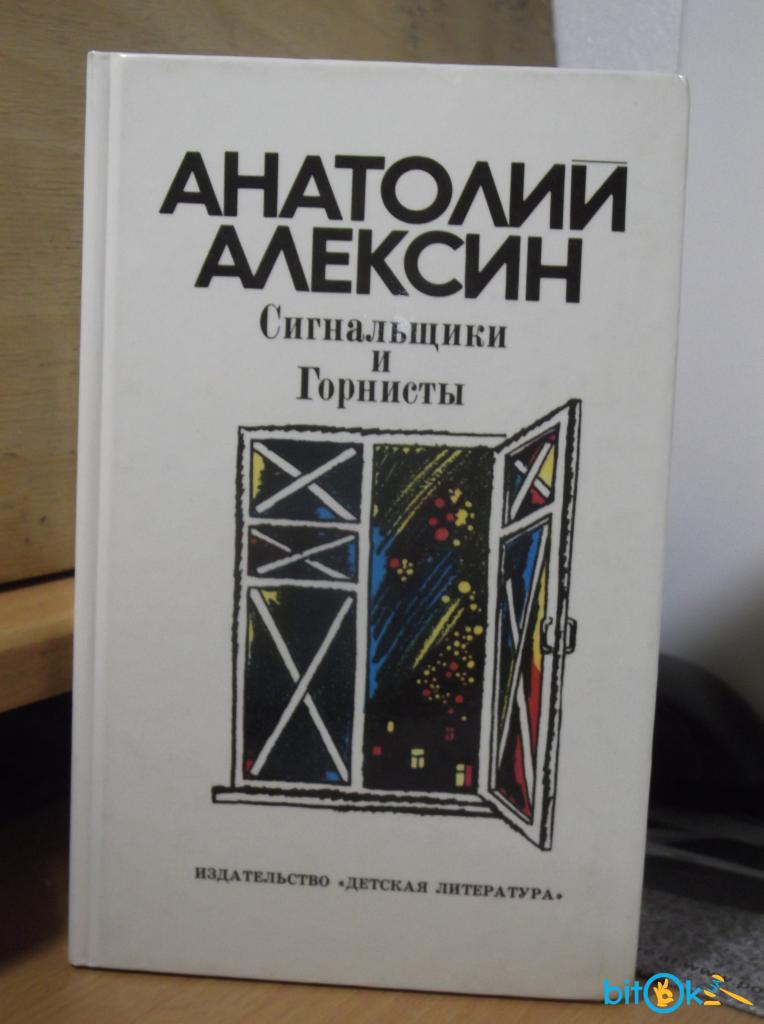 АНАТОЛИЙ
АЛЕКСИН
Сигнальщики
и
Горнисты
ИЗДАТЕЛЬСТВО «ДЕТСКАЯ ЛИТЕРАТУРА»
bitOk